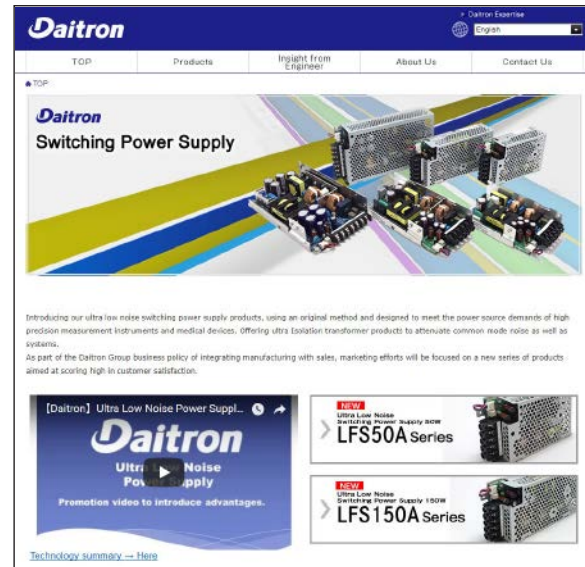 Daitron
Daitron Expertise
English
TOP
Products
Insight from
Engineer
About Us
Contact Us
TOP
Daitron
Switching Power Supply
Introducing our ultra low noise switching power supply products, using an original method and designed to meet the power source demands of high
precision measurement instruments and medical devices. Offering ultra Isolation transformer products to attenuate common mode noise as well as
systems.
As part of the Daitron Group business policy of integrating manufacturing with sales, marketing efforts will be focused on a new series of products
aimed at scoring high in customer satisfaction.
【Daitron】Ultra Low Noise Power Suppl...
Daitron
Ultra Low Noise
Power Supply
Promotion video to introduce advantages.
Technology summary → Here
NEW
Ultra Low Noise
Switching Power Supply 50W
LFS50A Series
NEW
Ultra Low Noise
Switching Power Supply 150W
LFS150A Series